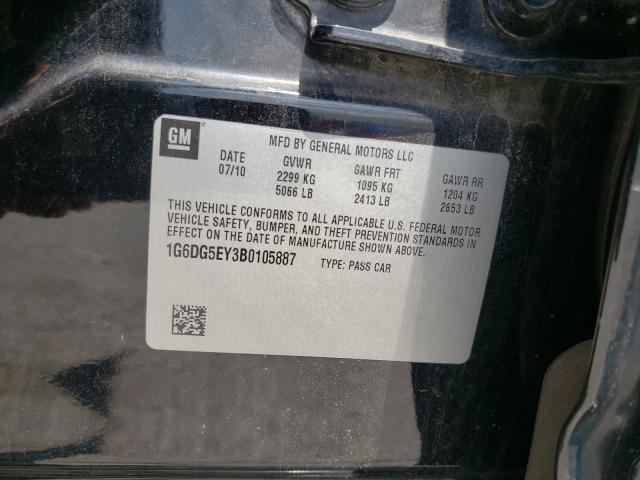 GM
MFD BY GENERAL MOTORS LLC
DATE GVWR GAWR FRT GAWR RR
07/10 2299 KG 1095 KG 1204 KG
5066 LB 2413 LB 2653 LB
THIS VEHICLE CONFORMS TO ALL APPLICABLE U.S. FEDERAL MOTOR
VEHICLE SAFETY, BUMPER, AND THEFT PREVENTION STANDARDS IN
EFFECT ON THE DATE OF MANUFACTURE SHOWN ABOVE.
1G6DG5EY3B0105887 TYPE: PASS CAR